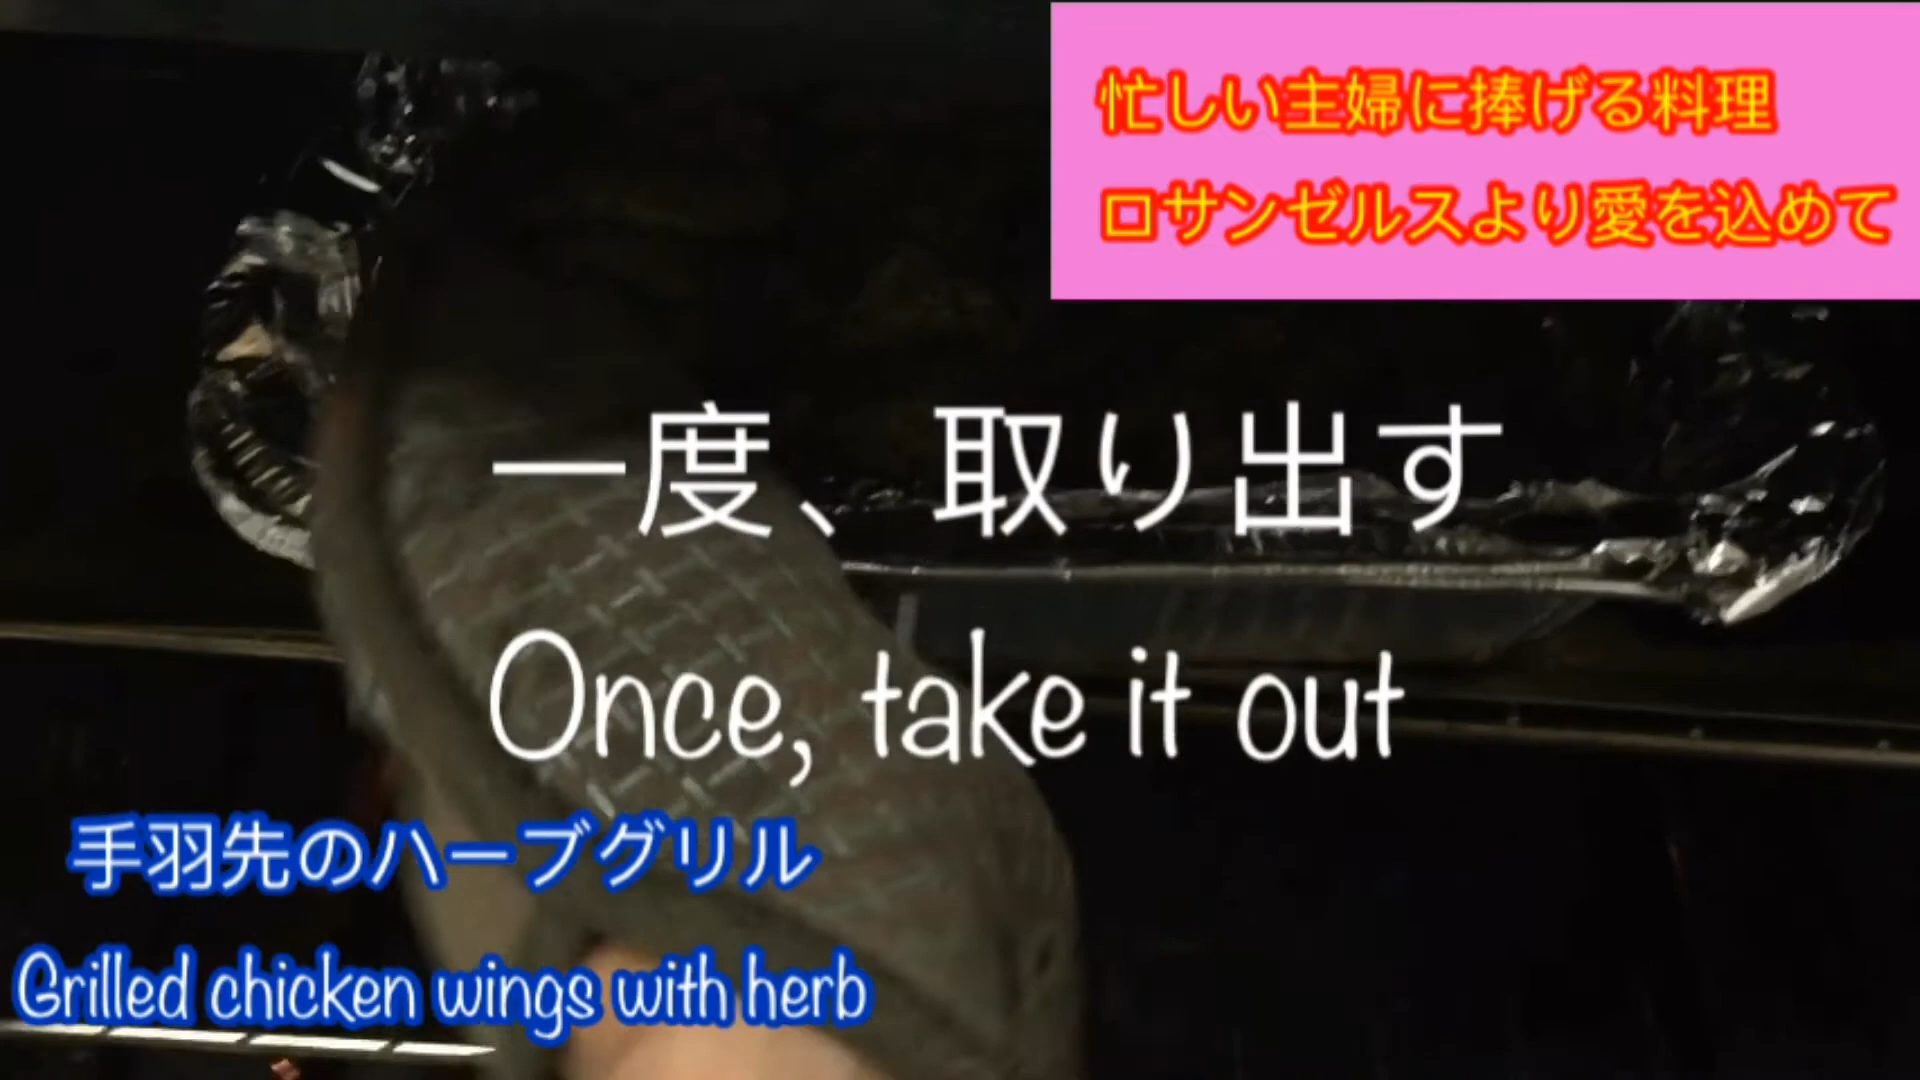 忙しい主婦に捧げる料理
ロサンゼルスより愛を込めて
一度、取り出す
Once, take it out
手羽先のハーブグリル
Grilled chicken wings with herb